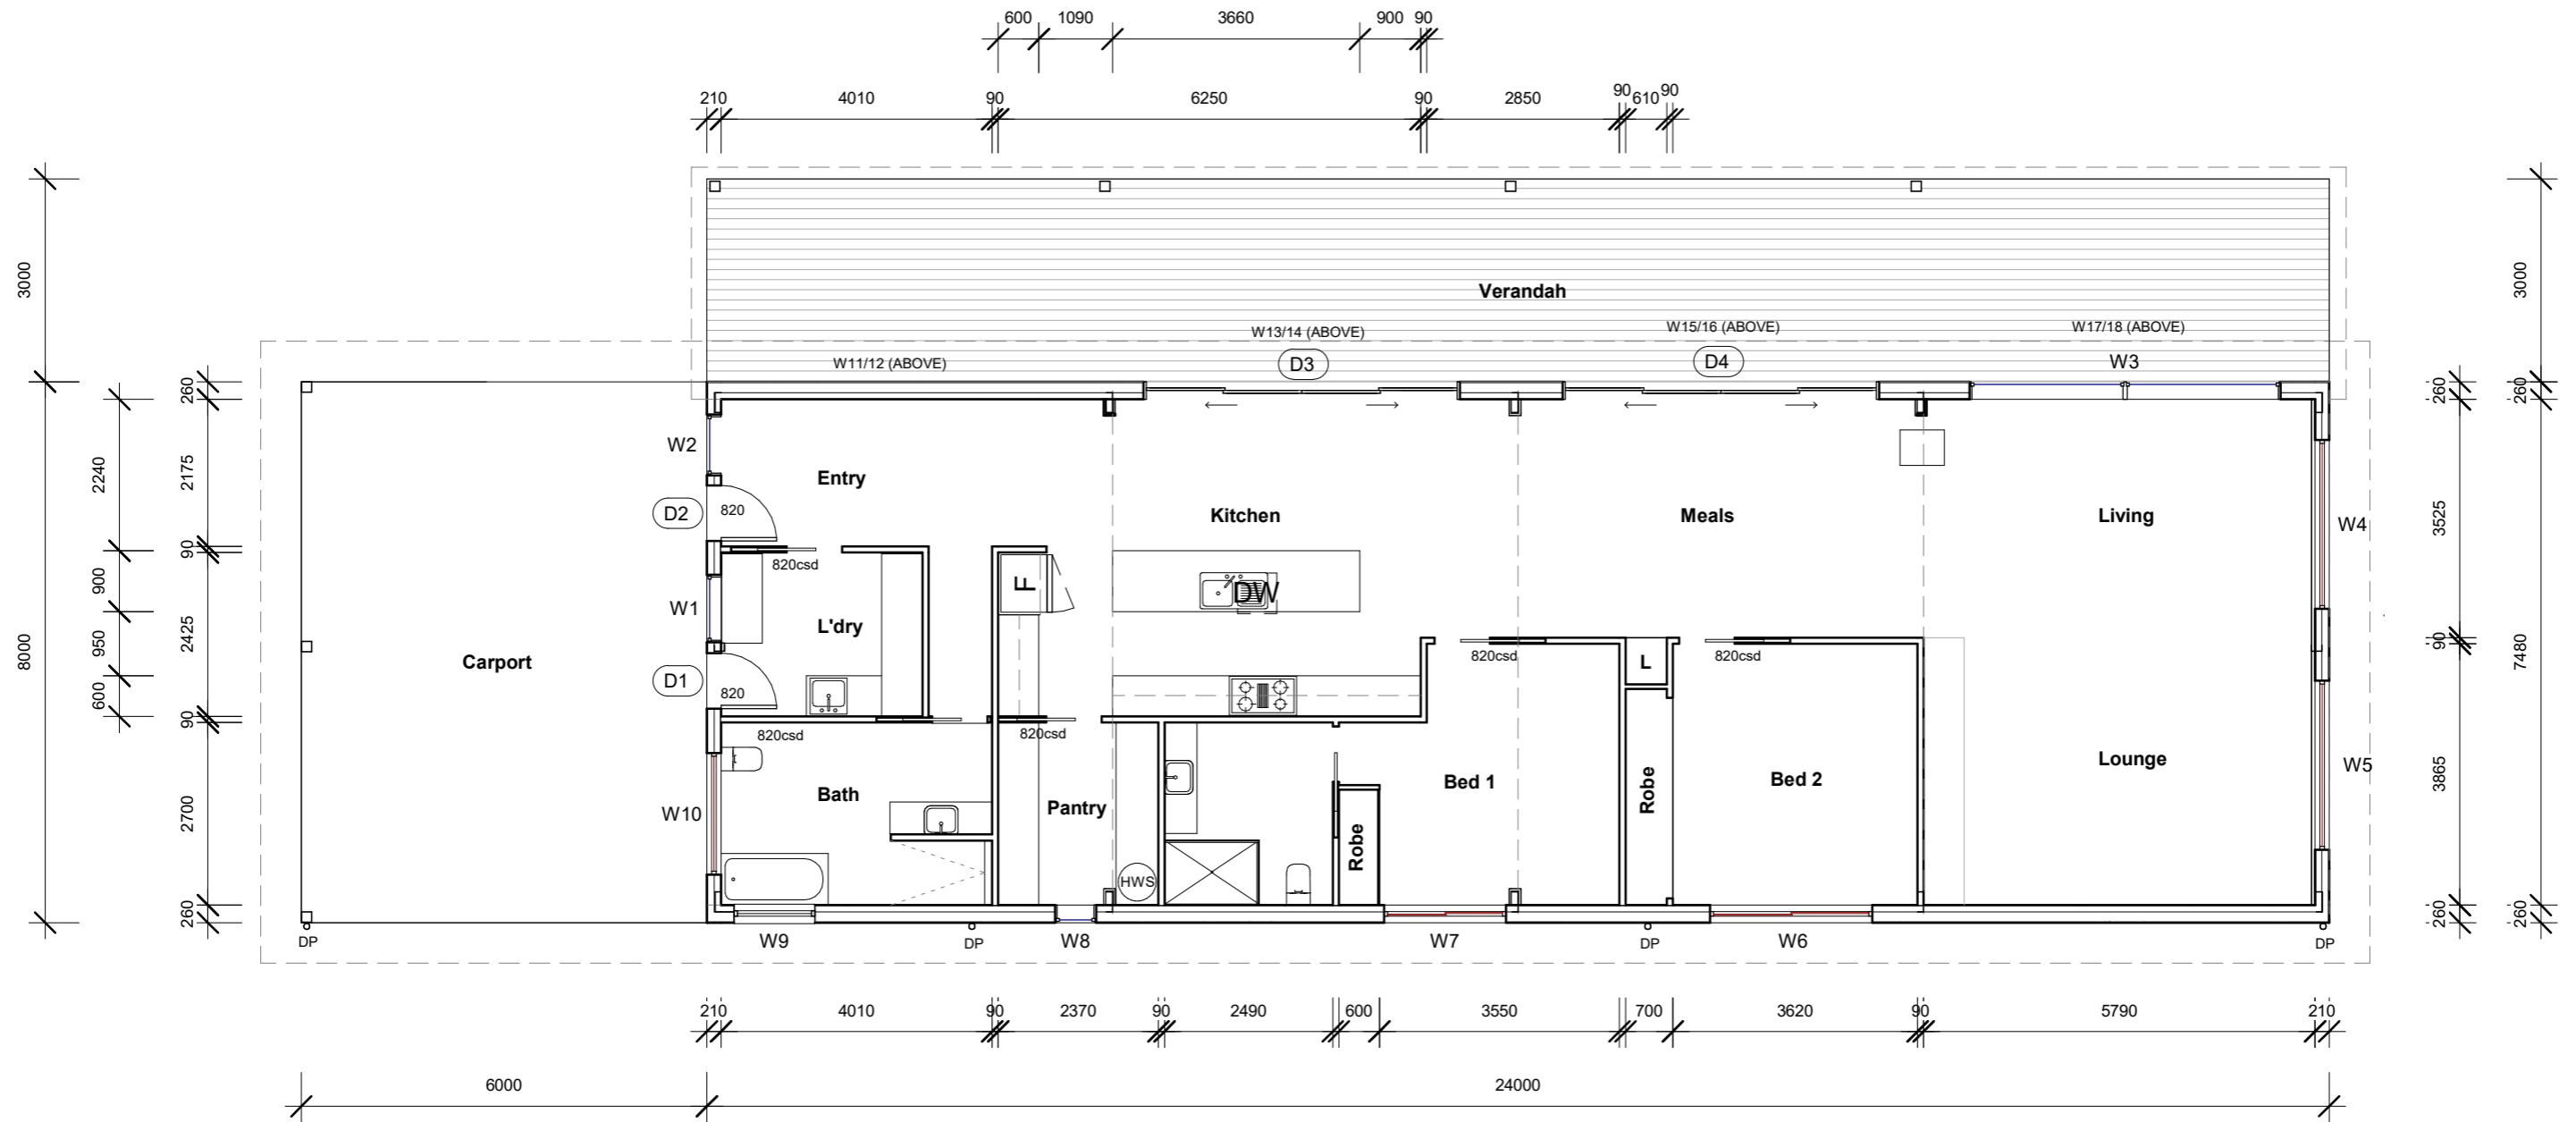 600 1090 3660 900 90
210 4010 90 6250 90 2850 90 610 90
3000
8000
2240
900
950
600
260
2175
90
2425
90
2700
260
Verandah
W11/12 (ABOVE)
W13/14 (ABOVE)
W15/16 (ABOVE)
W17/18 (ABOVE)
D3
D4
W3
W2
Entry
D2
820
820csd
Kitchen
Meals
Living
W4
F
DW
W1
L'dry
Carport
D1
820
820csd
820csd
820csd
820csd
L
W10
Bath
Pantry
HWS
Robe
Bed 1
Robe
Bed 2
Lounge
W5
DP
W9
DP
W8
W7
DP
W6
DP
260
3525
90
3865
260
3000
260
7480
260
210 4010 90 2370 90 2490 600 3550 700 3620 90 5790 210
6000 24000